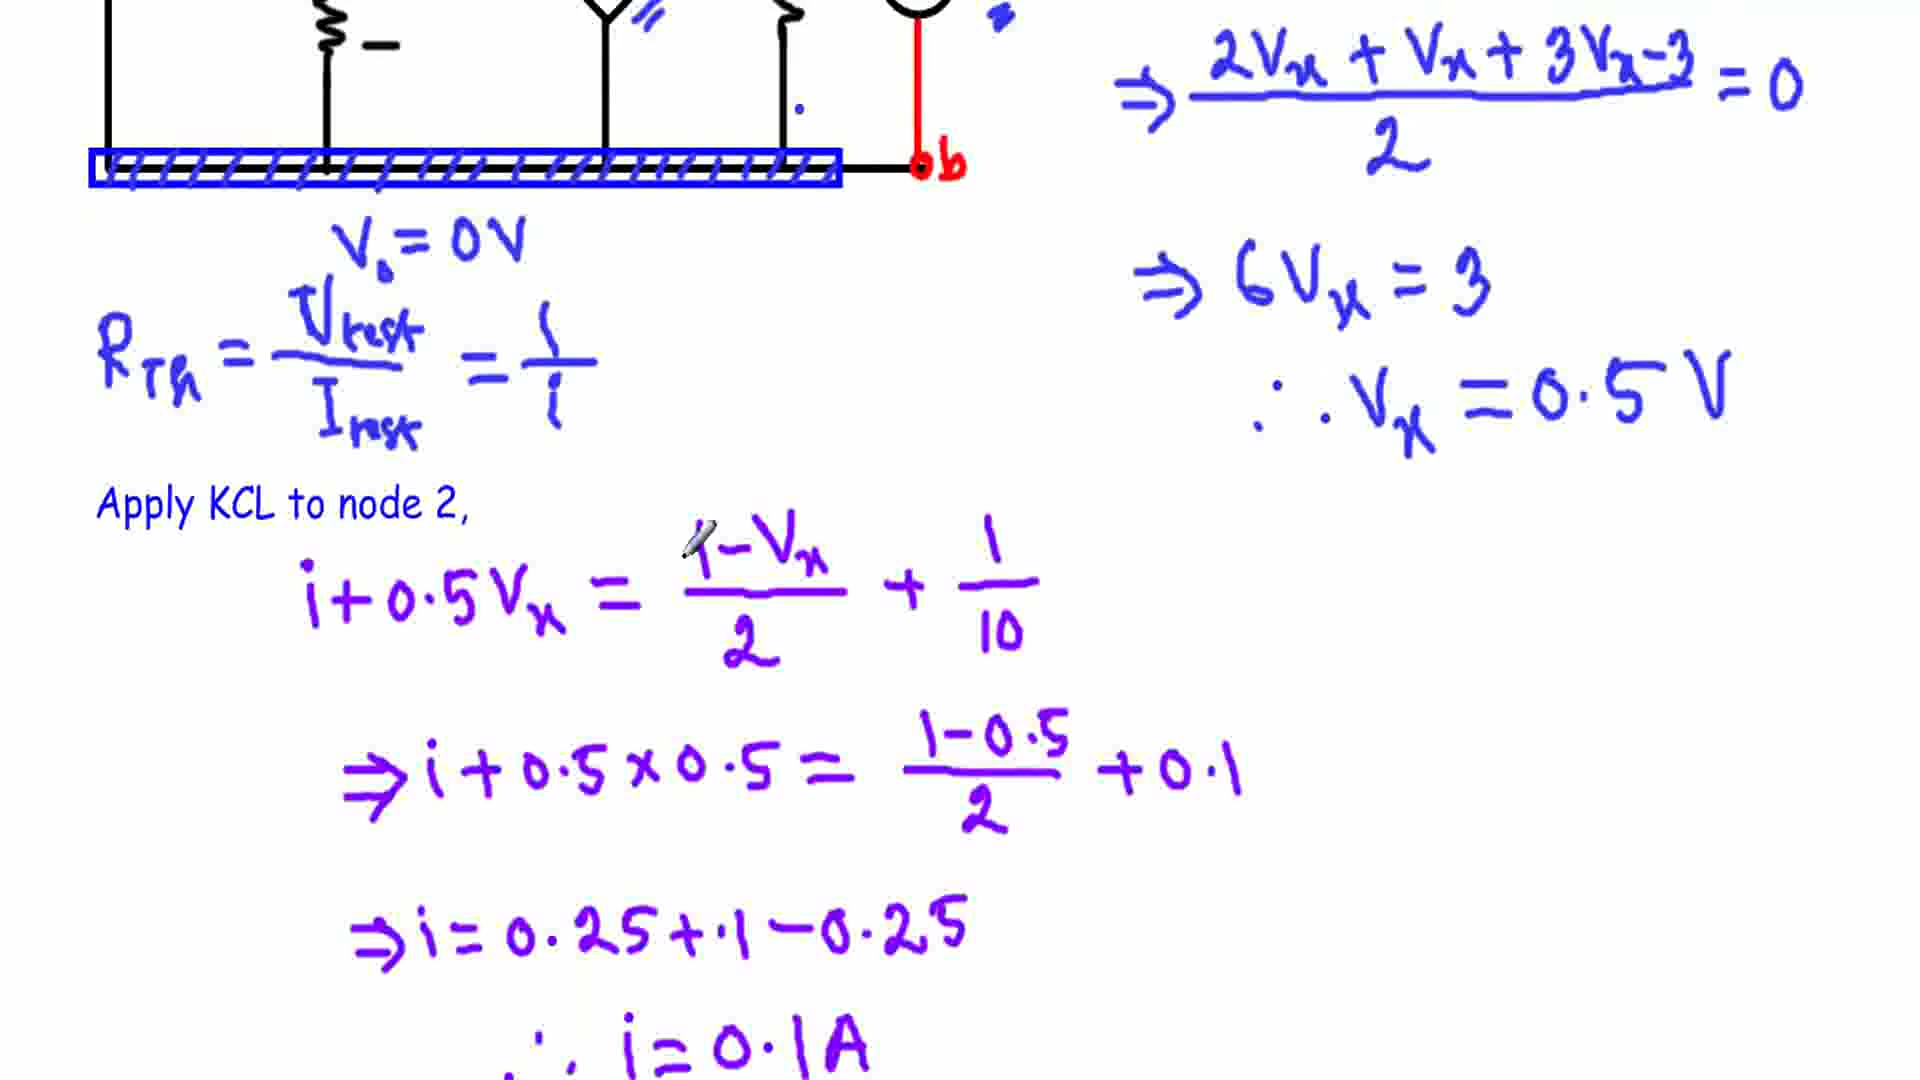 b
V₀ = 0V
R_Th = V_test / I_test = 1 / i
Apply KCL to node 2,
i + 0.5Vx = (1 - Vx) / 2 + 1 / 10
⇒ i + 0.5 × 0.5 = (1 - 0.5) / 2 + 0.1
⇒ i = 0.25 + .1 - 0.25
∴ i = 0.1A
⇒ (2Vx + Vx + 3Vx - 3) / 2 = 0
⇒ 6Vx = 3
∴ Vx = 0.5 V